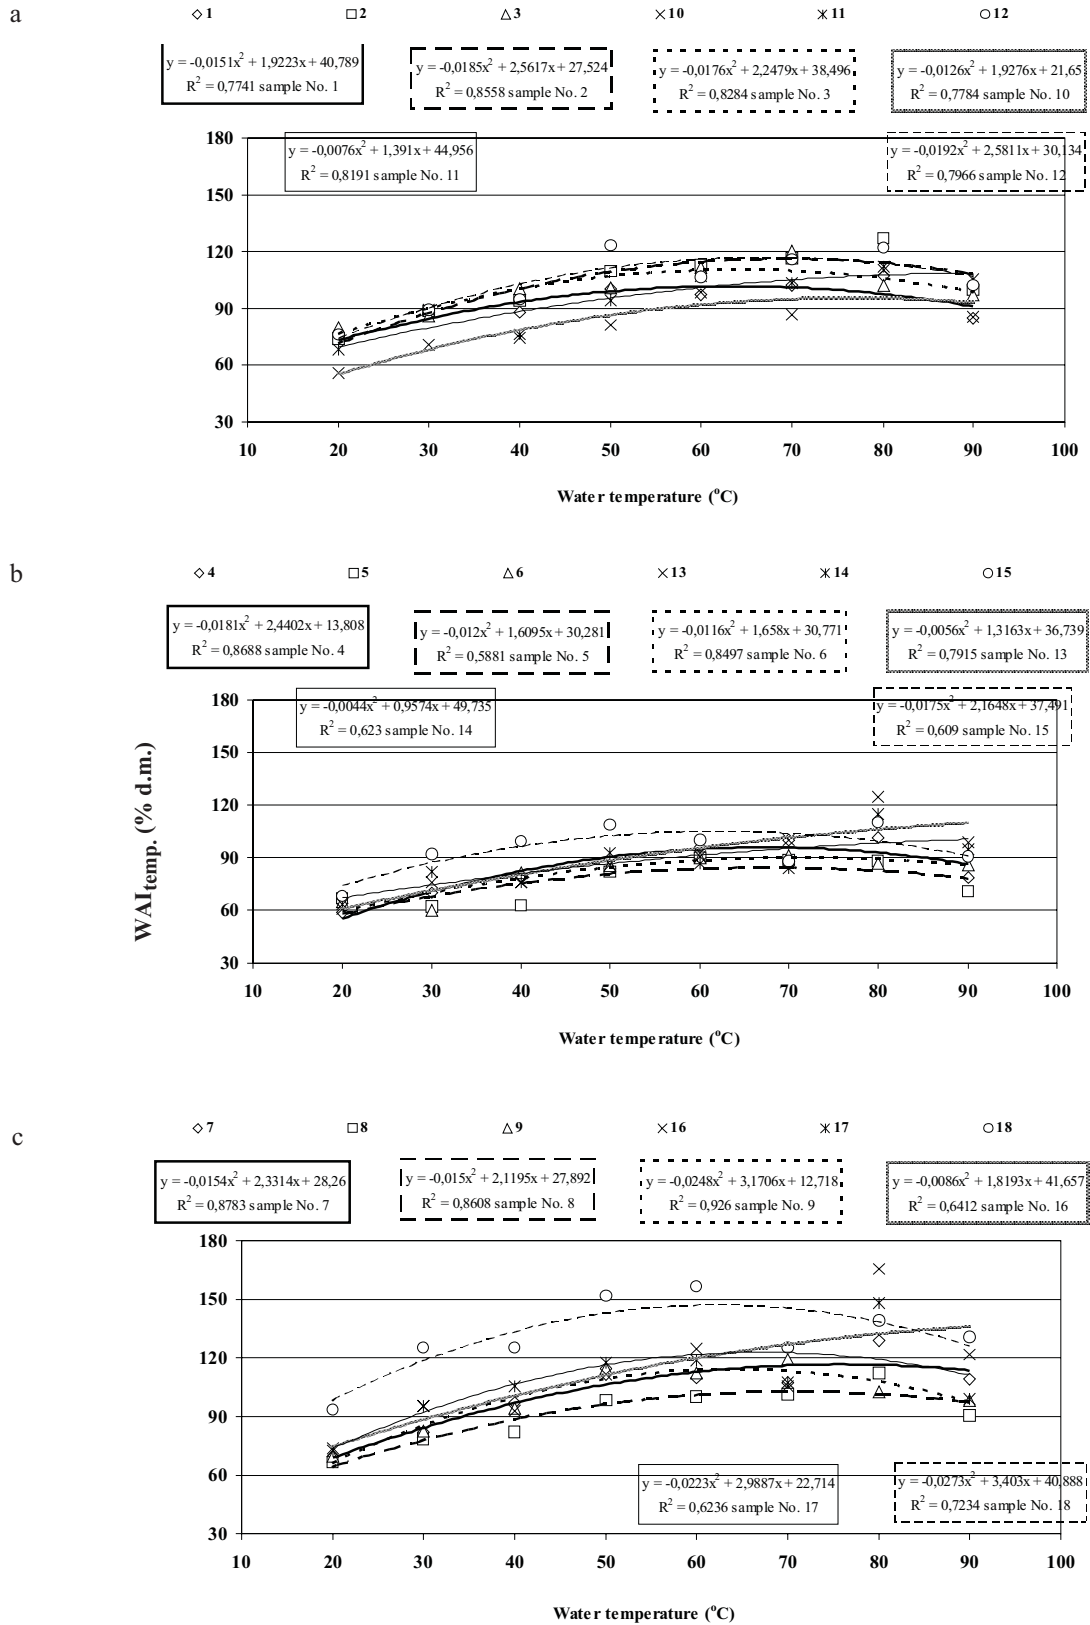 a
1 2 3 10 11 12
y = -0,0151x² + 1,9223x + 40,789
R² = 0,7741 sample No. 1
y = -0,0185x² + 2,5617x + 27,524
R² = 0,8558 sample No. 2
y = -0,0176x² + 2,2479x + 38,496
R² = 0,8284 sample No. 3
y = -0,0126x² + 1,9276x + 21,65
R² = 0,7784 sample No. 10
y = -0,0076x² + 1,391x + 44,956
R² = 0,8191 sample No. 11
y = -0,0192x² + 2,5811x + 30,134
R² = 0,7966 sample No. 12
180
150
120
90
60
30
10 20 30 40 50 60 70 80 90 100
Water temperature (°C)
b
4 5 6 13 14 15
y = -0,0181x² + 2,4402x + 13,808
R² = 0,8688 sample No. 4
y = -0,012x² + 1,6095x + 30,281
R² = 0,5881 sample No. 5
y = -0,0116x² + 1,658x + 30,771
R² = 0,8497 sample No. 6
y = -0,0056x² + 1,3163x + 36,739
R² = 0,7915 sample No. 13
y = -0,0044x² + 0,9574x + 49,735
R² = 0,623 sample No. 14
y = -0,0175x² + 2,1648x + 37,491
R² = 0,609 sample No. 15
WAItemp. (% d.m.)
180
150
120
90
60
30
10 20 30 40 50 60 70 80 90 100
Water temperature (°C)
c
7 8 9 16 17 18
y = -0,0154x² + 2,3314x + 28,26
R² = 0,8783 sample No. 7
y = -0,015x² + 2,1195x + 27,892
R² = 0,8608 sample No. 8
y = -0,0248x² + 3,1706x + 12,718
R² = 0,926 sample No. 9
y = -0,0086x² + 1,8193x + 41,657
R² = 0,6412 sample No. 16
180
150
120
90
60
30
y = -0,0223x² + 2,9887x + 22,714
R² = 0,6236 sample No. 17
y = -0,0273x² + 3,403x + 40,888
R² = 0,7234 sample No. 18
10 20 30 40 50 60 70 80 90 100
Water temperature (°C)